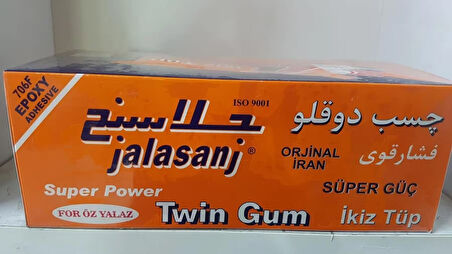 706F
EPOXY
ADHESIVE
ISO 9001
جلاسنج
jalasanj®
Super Power
FOR ÖZ YALAZ
Twin Gum
چسب دوقلو
فشارقوی
ORJİNAL
İRAN
SÜPER GÜÇ
İkiz Tüp